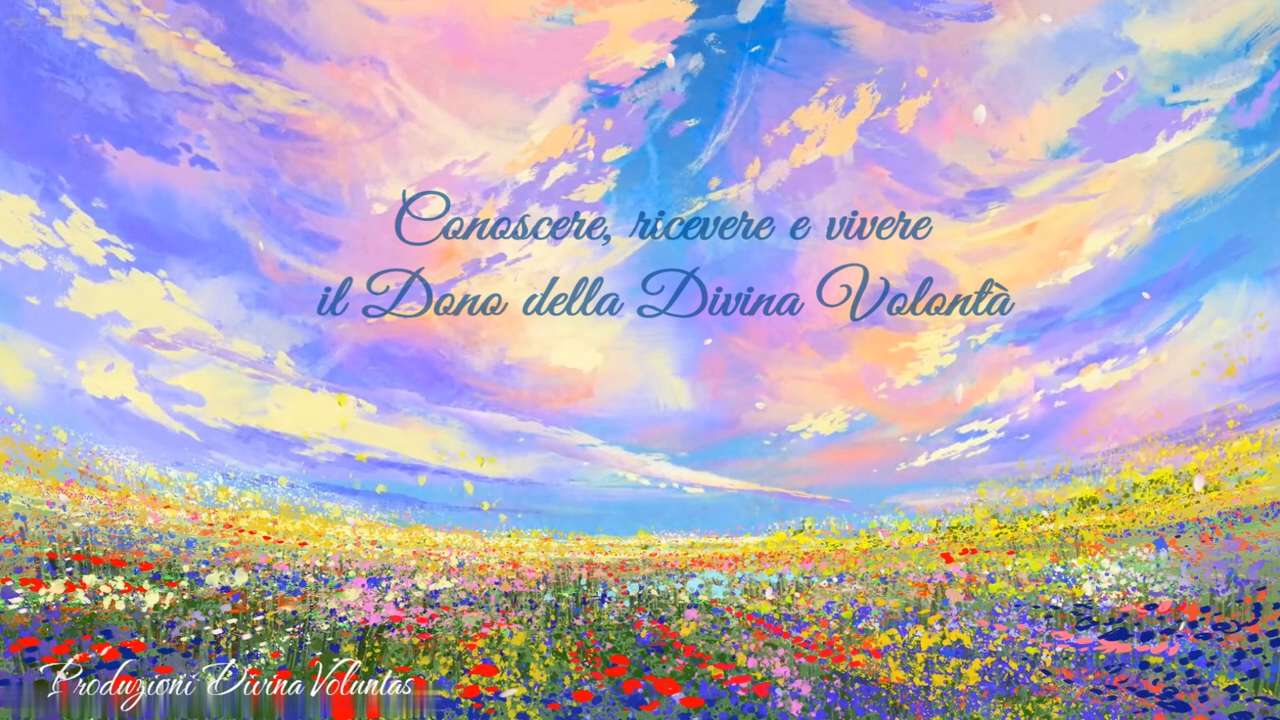 Conoscere, ricevere e vivere
il Dono della Divina Volontà
Produzioni Divina Voluntas